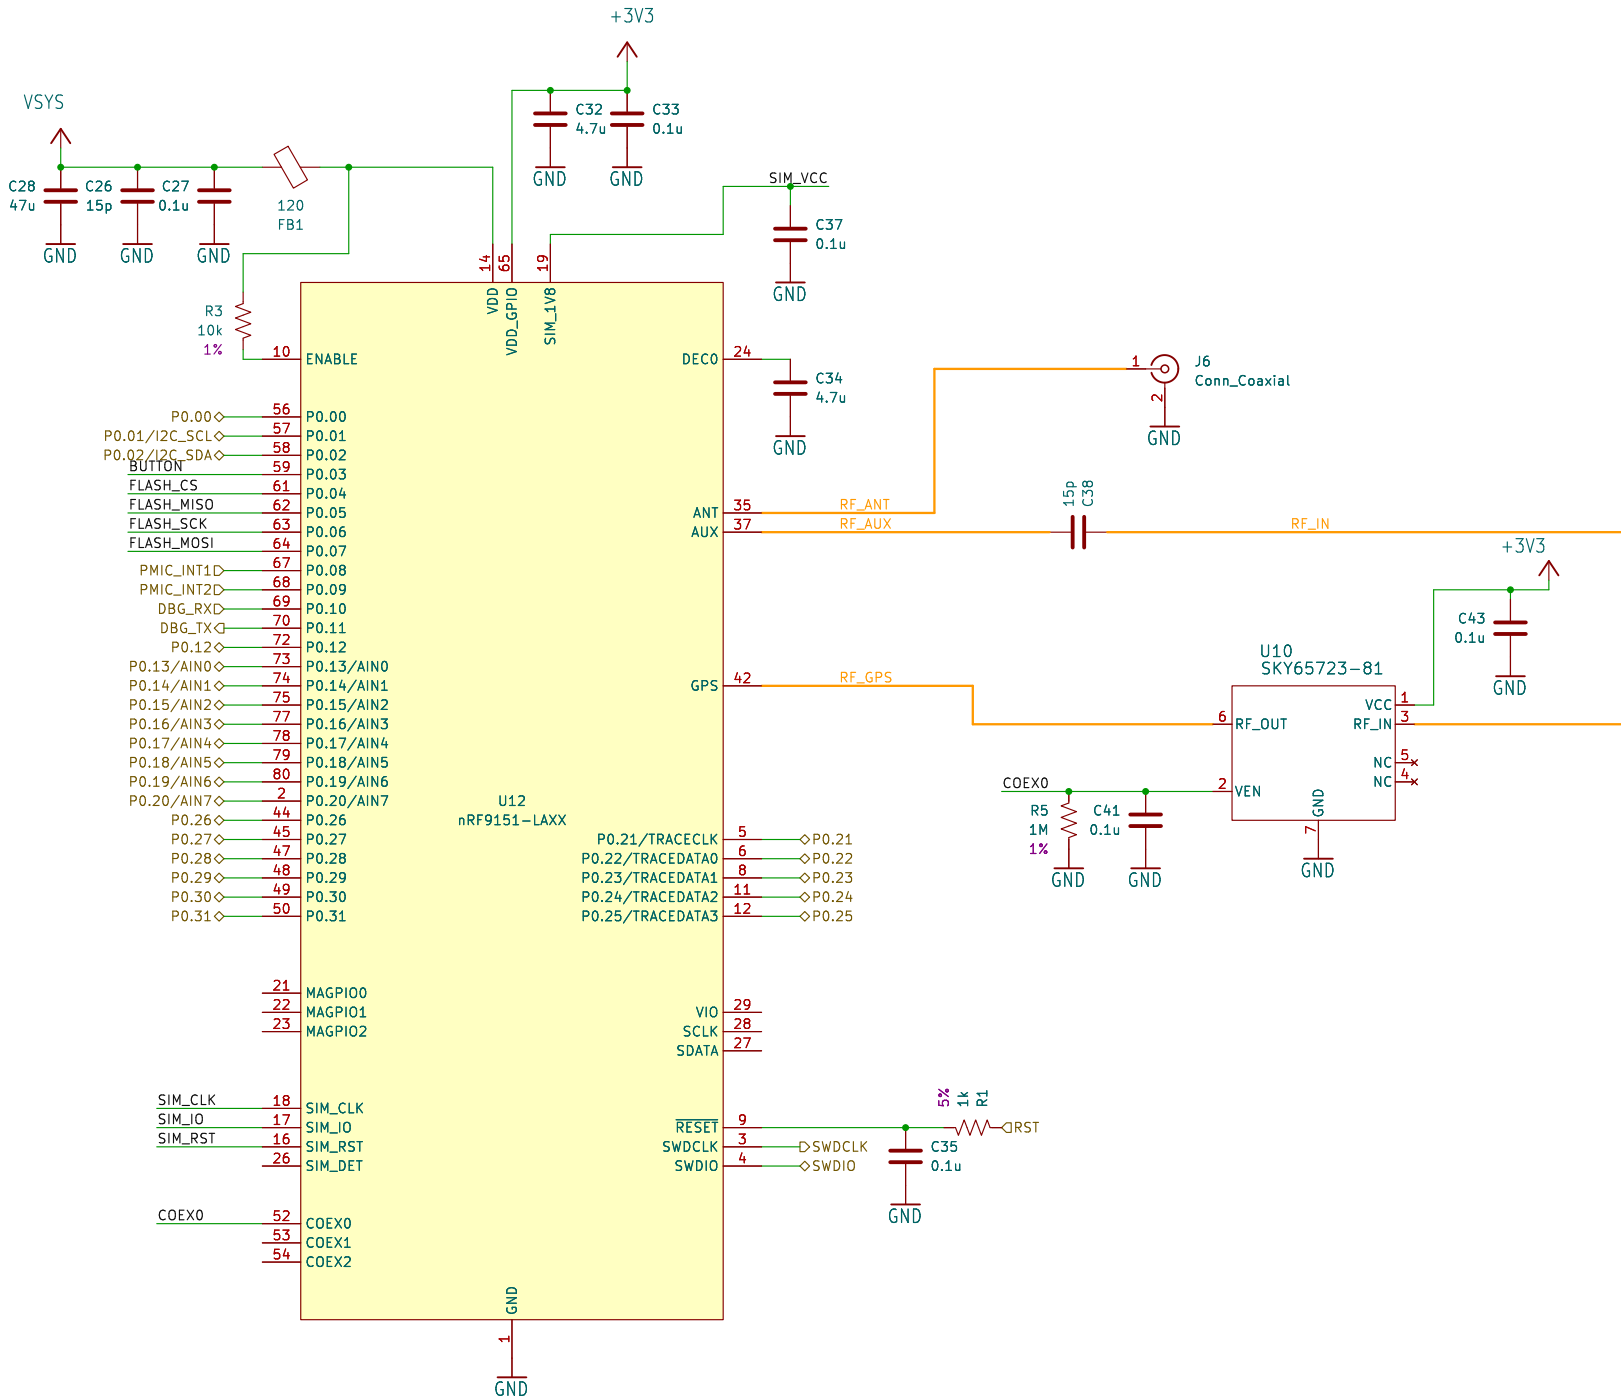 +3V3
VSYS
C28
47u
C26
15p
C27
0.1u
120
FB1
GND
GND
GND
C32
4.7u
C33
0.1u
GND
GND
SIM_VCC
C37
0.1u
GND
R3
10k
1%
14
65
19
VDD
VDD_GPIO
SIM_1V8
10
ENABLE
DEC0
24
C34
4.7u
GND
1
J6
Conn_Coaxial
2
GND
P0.00
56
P0.00
P0.01/I2C_SCL
57
P0.01
P0.02/I2C_SDA
58
P0.02
BUTTON
59
P0.03
FLASH_CS
61
P0.04
FLASH_MISO
62
P0.05
FLASH_SCK
63
P0.06
FLASH_MOSI
64
P0.07
PMIC_INT1
67
P0.08
PMIC_INT2
68
P0.09
DBG_RX
69
P0.10
DBG_TX
70
P0.11
P0.12
72
P0.12
P0.13/AIN0
73
P0.13/AIN0
P0.14/AIN1
74
P0.14/AIN1
P0.15/AIN2
75
P0.15/AIN2
P0.16/AIN3
77
P0.16/AIN3
P0.17/AIN4
78
P0.17/AIN4
P0.18/AIN5
79
P0.18/AIN5
P0.19/AIN6
80
P0.19/AIN6
P0.20/AIN7
2
P0.20/AIN7
P0.26
44
P0.26
P0.27
45
P0.27
P0.28
47
P0.28
P0.29
48
P0.29
P0.30
49
P0.30
P0.31
50
P0.31
ANT
35
RF_ANT
AUX
37
RF_AUX
15p
C38
RF_IN
+3V3
C43
0.1u
GND
GPS
42
RF_GPS
U10
SKY65723-81
6
RF_OUT
VCC
1
RF_IN
3
NC
5
NC
4
2
VEN
GND
7
GND
COEX0
R5
1M
1%
GND
C41
0.1u
GND
U12
nRF9151-LAXX
P0.21/TRACECLK
5
P0.21
P0.22/TRACEDATA0
6
P0.22
P0.23/TRACEDATA1
8
P0.23
P0.24/TRACEDATA2
11
P0.24
P0.25/TRACEDATA3
12
P0.25
21
MAGPIO0
22
MAGPIO1
23
MAGPIO2
VIO
29
SCLK
28
SDATA
27
SIM_CLK
18
SIM_CLK
SIM_IO
17
SIM_IO
SIM_RST
16
SIM_RST
26
SIM_DET
RESET
9
5%
1k
R1
RST
SWDCLK
3
SWDCLK
SWDIO
4
SWDIO
C35
0.1u
GND
COEX0
52
COEX0
53
COEX1
54
COEX2
GND
1
GND